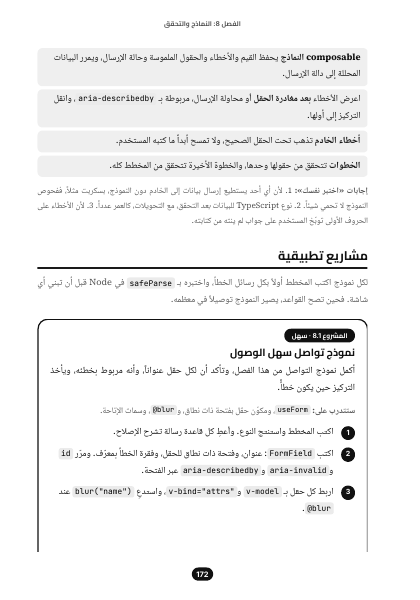 الفصل 8: النماذج والتحقق
composable النماذج يحفظ القيم والأخطاء والحقول الملموسة وحالة الإرسال، ويمرر البيانات
المحللة إلى دالة الإرسال.
اعرض الأخطاء بعد مغادرة الحقل أو محاولة الإرسال، مربوطة بـ aria-describedby ، وانقل
التركيز إلى أولها.
أخطاء الخادم تذهب تحت الحقل الصحيح، ولا تمسح أبداً ما كتبه المستخدم.
الخطوات تتحقق من حقولها وحدها، والخطوة الأخيرة تتحقق من المخطط كله.
إجابات «اختبر نفسك»: 1. لأن أي أحد يستطيع إرسال بيانات إلى الخادم دون النموذج، بسكربت مثلاً، ففحوص
النموذج لا تحمي شيئاً. 2. نوع TypeScript للبيانات بعد التحقق، مع التحويلات، كالعمر عدداً. 3. لأن الأخطاء على
الحروف الأولى توبّخ المستخدم على جواب لم ينته من كتابته.
مشاريع تطبيقية
لكل نموذج اكتب المخطط أولاً بكل رسائل الخطأ، واختبره بـ safeParse في Node قبل أن تبني أي
شاشة. فحين تصح القواعد، يصير النموذج توصيلاً في معظمه.
المشروع 8.1 · سهل
نموذج تواصل سهل الوصول
أكمل نموذج التواصل من هذا الفصل، وتأكد أن لكل حقل عنواناً، وأنه مربوط بخطئه، ويأخذ
التركيز حين يكون خطأً.
ستتدرب على: useForm، ومكوّن حقل بفتحة ذات نطاق، و @blur ، وسمات الإتاحة.
1 اكتب المخطط واستنتج النوع. وأعطِ كل قاعدة رسالة تشرح الإصلاح.
2 اكتب FormField : عنوان، وفتحة ذات نطاق للحقل، وفقرة الخطأ بمعرّف. ومرّر id
و aria-invalid و aria-describedby عبر الفتحة.
3 اربط كل حقل بـ v-model و v-bind="attrs" ، واستدعِ blur("name") عند
@blur .
172